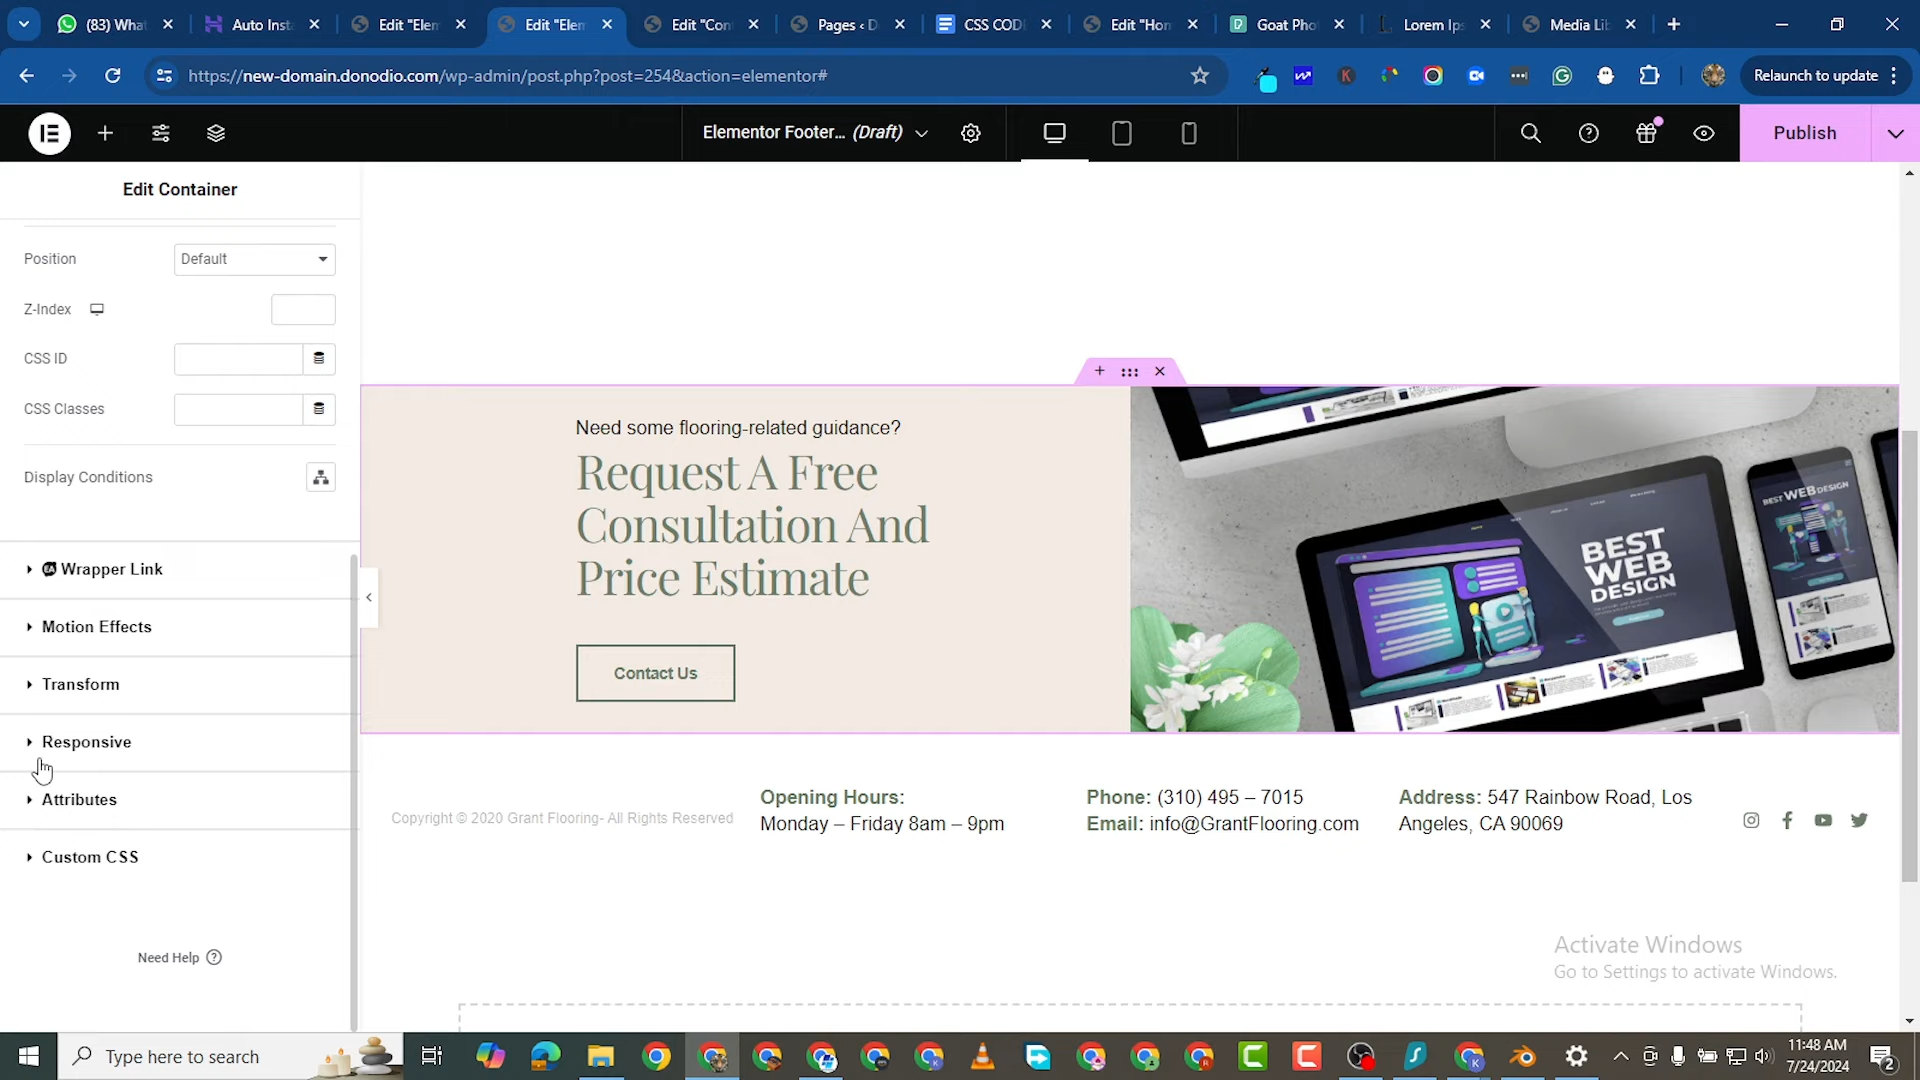 (83) What
Auto Insta
Edit "Elem
Edit "Elem
Edit "Con
Pages ‹ D
CSS CODE
Edit "Hom
Goat Pho
Lorem Ips
Media Lib
https://new-domain.donodio.com/wp-admin/post.php?post=254&action=elementor#
Relaunch to update
Elementor Footer... (Draft)
Publish
Edit Container
Position
Default
Z-Index
CSS ID
CSS Classes
Display Conditions
Wrapper Link
Motion Effects
Transform
Responsive
Attributes
Custom CSS
Need Help
Need some flooring-related guidance?
Request A Free
Consultation And
Price Estimate
Contact Us
BEST WEB DESIGN
BEST
WEB
DESIGN
Copyright © 2020 Grant Flooring- All Rights Reserved
Opening Hours:
Monday – Friday 8am – 9pm
Phone: (310) 495 – 7015
Email: info@GrantFlooring.com
Address: 547 Rainbow Road, Los
Angeles, CA 90069
Activate Windows
Go to Settings to activate Windows.
Type here to search
11:48 AM
7/24/2024
2